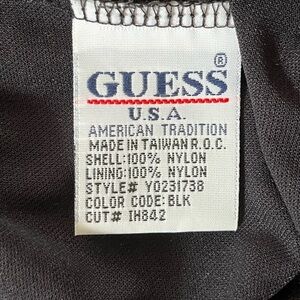 GUESS®
U.S.A.
AMERICAN TRADITION
MADE IN TAIWAN R.O.C.
SHELL:100% NYLON
LINING:100% NYLON
STYLE# Y0231738
COLOR CODE:BLK
CUT# IH842